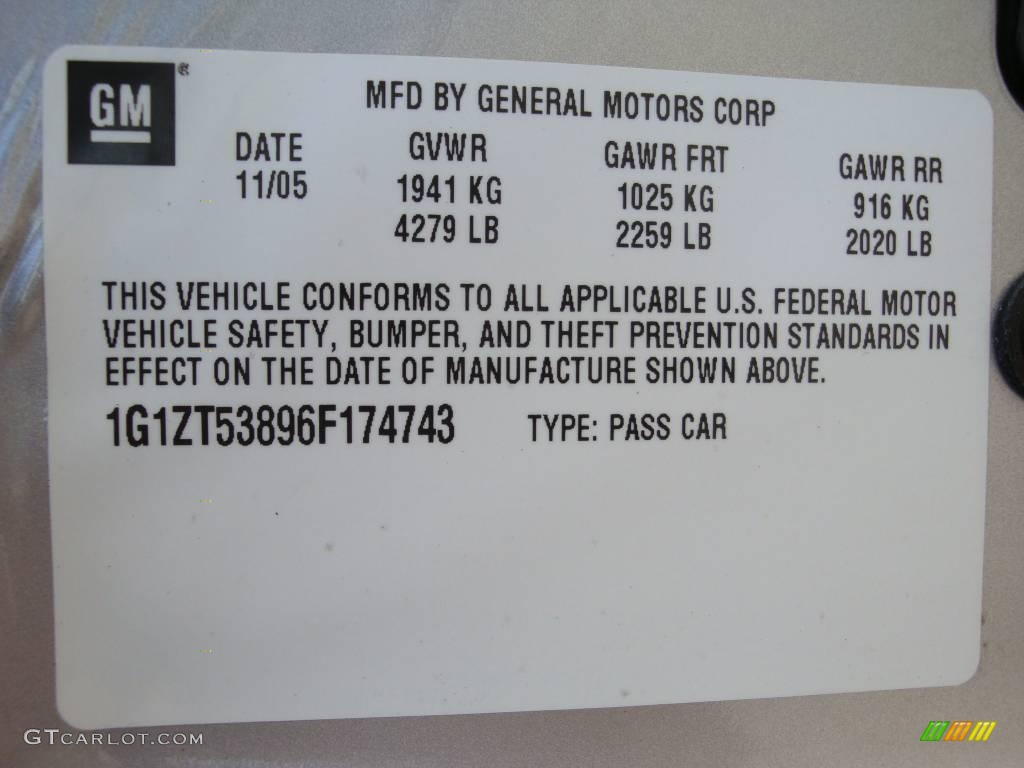 GM®
MFD BY GENERAL MOTORS CORP
DATE GVWR GAWR FRT GAWR RR
11/05 1941 KG 1025 KG 916 KG
4279 LB 2259 LB 2020 LB
THIS VEHICLE CONFORMS TO ALL APPLICABLE U.S. FEDERAL MOTOR
VEHICLE SAFETY, BUMPER, AND THEFT PREVENTION STANDARDS IN
EFFECT ON THE DATE OF MANUFACTURE SHOWN ABOVE.
1G1ZT53896F174743 TYPE: PASS CAR
GTCARLOT.COM